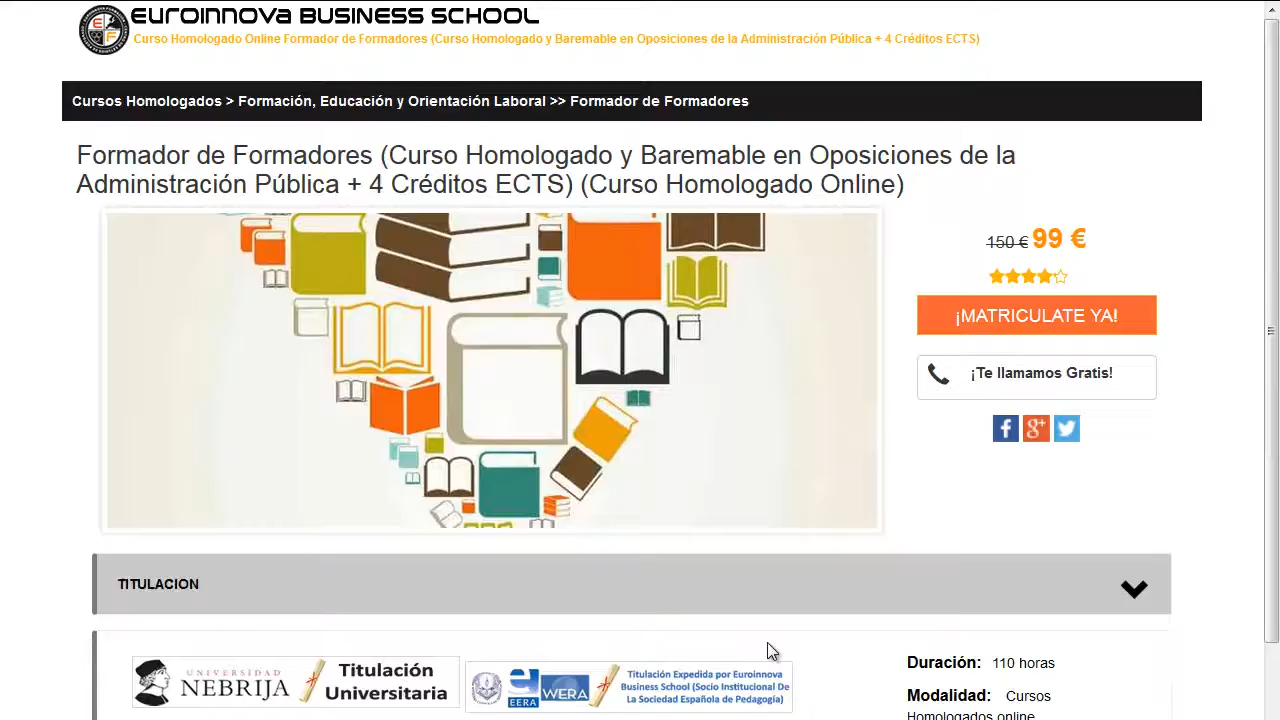 EUROINNOVA BUSINESS SCHOOL
Curso Homologado Online Formador de Formadores (Curso Homologado y Baremable en Oposiciones de la Administración Pública + 4 Créditos ECTS)
Cursos Homologados > Formación, Educación y Orientación Laboral >> Formador de Formadores
Formador de Formadores (Curso Homologado y Baremable en Oposiciones de la
Administración Pública + 4 Créditos ECTS) (Curso Homologado Online)
150 € 99 €
¡MATRICULATE YA!
¡Te llamamos Gratis!
TITULACION
UNIVERSIDAD
NEBRIJA
Titulación
Universitaria
EERA
WERA
Titulación Expedida por Euroinnova
Business School (Socio Institucional De
La Sociedad Española de Pedagogía)
Duración: 110 horas
Modalidad: Cursos
Homologados online